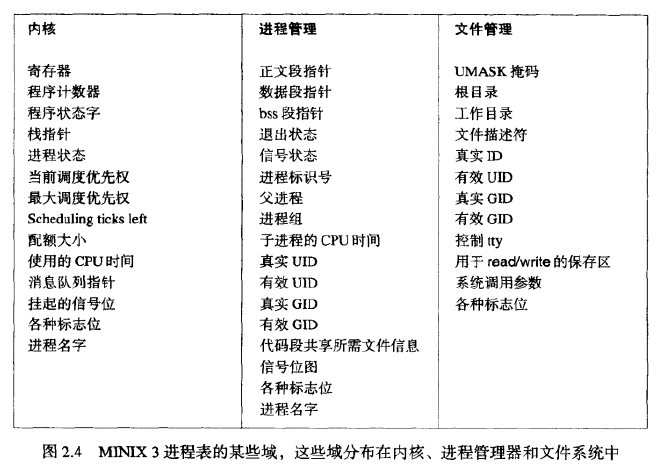 内核
寄存器
程序计数器
程序状态字
栈指针
进程状态
当前调度优先权
最大调度优先权
Scheduling ticks left
配额大小
使用的 CPU 时间
消息队列指针
挂起的信号位
各种标志位
进程名字
进程管理
正文段指针
数据段指针
bss 段指针
退出状态
信号状态
进程标识号
父进程
进程组
子进程的 CPU 时间
真实 UID
有效 UID
真实 GID
有效 GID
代码段共享所需文件信息
信号位图
各种标志位
进程名字
文件管理
UMASK 掩码
根目录
工作目录
文件描述符
真实 ID
有效 UID
真实 GID
有效 GID
控制 tty
用于 read/write 的保存区
系统调用参数
各种标志位
图 2.4 MINIX 3 进程表的某些域，这些域分布在内核、进程管理器和文件系统中